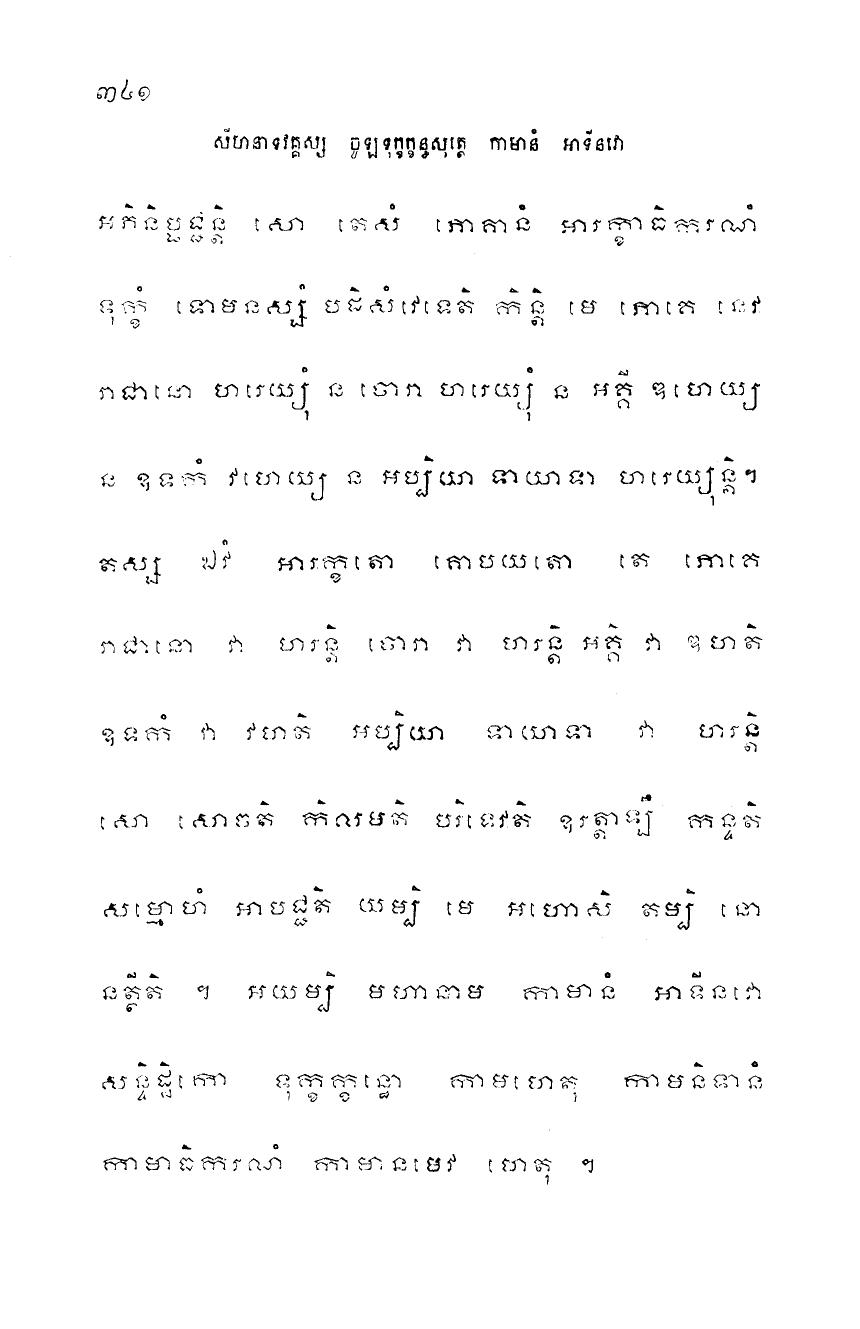 ៣៤១
សីហនាទវគ្គស្ស ចូឡទុក្ខក្ខន្ធសុត្តេ កាមានំ អាទីនវោ
អភិនិប្ផជ្ជន្តិ សោ តេសំ ភោគានំ អារក្ខាធិករណំ
ទុក្ខំ ទោមនស្សំ បដិសំវេទេតិ កិន្តិ មេ ភោគេ នេវ
រាជានោ ហរេយ្យុំ ន ចោរា ហរេយ្យុំ ន អគ្គី ឌហេយ្យ
ន ឧទកំ វហេយ្យ ន អប្បិយា ទាយាទា ហរេយ្យុន្តិ។
តស្ស ឯវំ អារក្ខតោ គោបយតោ តេ ភោគេ
រាជានោ វា ហរន្តិ ចោរា វា ហរន្តិ អគ្គិ វា ឌហតិ
ឧទកំ វា វហតិ អប្បិយា ទាយាទា វា ហរន្តិ
សោ សោចតិ កិលមតិ បរិទេវតិ ឧរត្តាឡឹ កន្ទតិ
សម្មោហំ អាបជ្ជតិ យម្បិ មេ អហោសិ តម្បិ នោ
នត្ថីតិ ។ អយម្បិ មហានាម កាមានំ អាទីនវោ
សន្ទិដ្ឋិកោ ទុក្ខក្ខន្ធោ កាមហេតុ កាមនិទានំ
កាមាធិករណំ កាមានមេវ ហេតុ ។